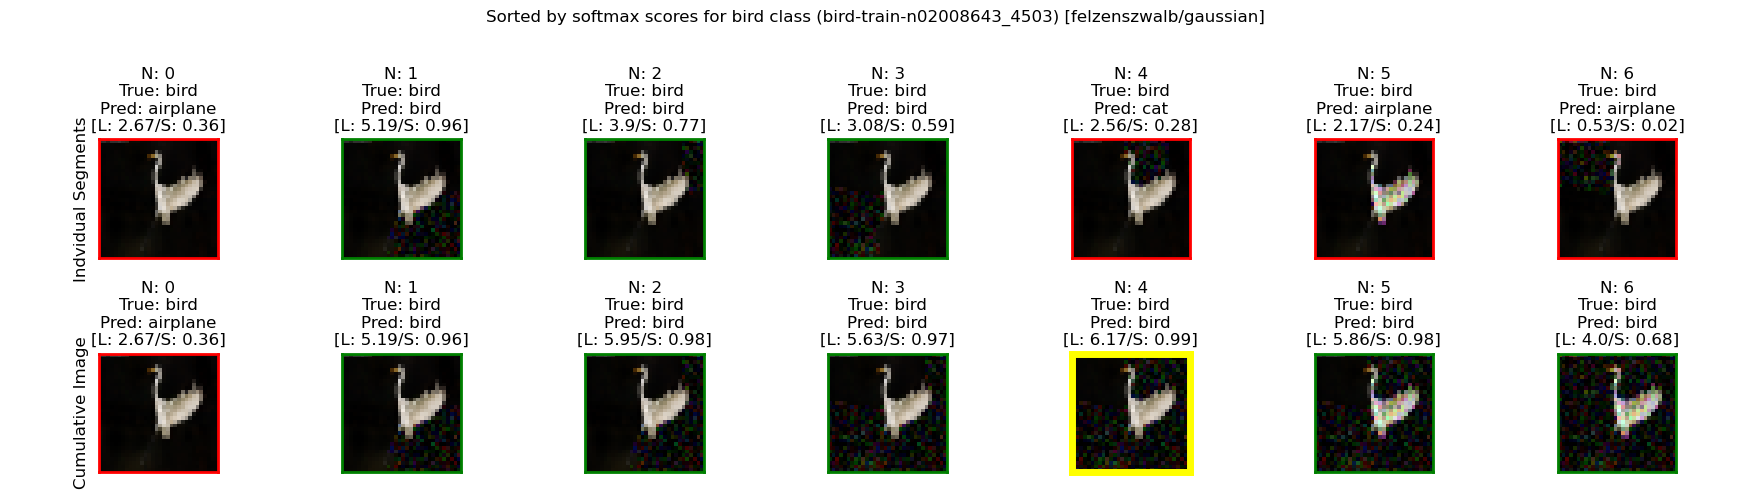 Sorted by softmax scores for bird class (bird-train-n02008643_4503) [felzenszwalb/gaussian]
Indvidual Segments
N: 0
True: bird
Pred: airplane
[L: 2.67/S: 0.36]
N: 1
True: bird
Pred: bird
[L: 5.19/S: 0.96]
N: 2
True: bird
Pred: bird
[L: 3.9/S: 0.77]
N: 3
True: bird
Pred: bird
[L: 3.08/S: 0.59]
N: 4
True: bird
Pred: cat
[L: 2.56/S: 0.28]
N: 5
True: bird
Pred: airplane
[L: 2.17/S: 0.24]
N: 6
True: bird
Pred: airplane
[L: 0.53/S: 0.02]
Cumulative Image
N: 0
True: bird
Pred: airplane
[L: 2.67/S: 0.36]
N: 1
True: bird
Pred: bird
[L: 5.19/S: 0.96]
N: 2
True: bird
Pred: bird
[L: 5.95/S: 0.98]
N: 3
True: bird
Pred: bird
[L: 5.63/S: 0.97]
N: 4
True: bird
Pred: bird
[L: 6.17/S: 0.99]
N: 5
True: bird
Pred: bird
[L: 5.86/S: 0.98]
N: 6
True: bird
Pred: bird
[L: 4.0/S: 0.68]